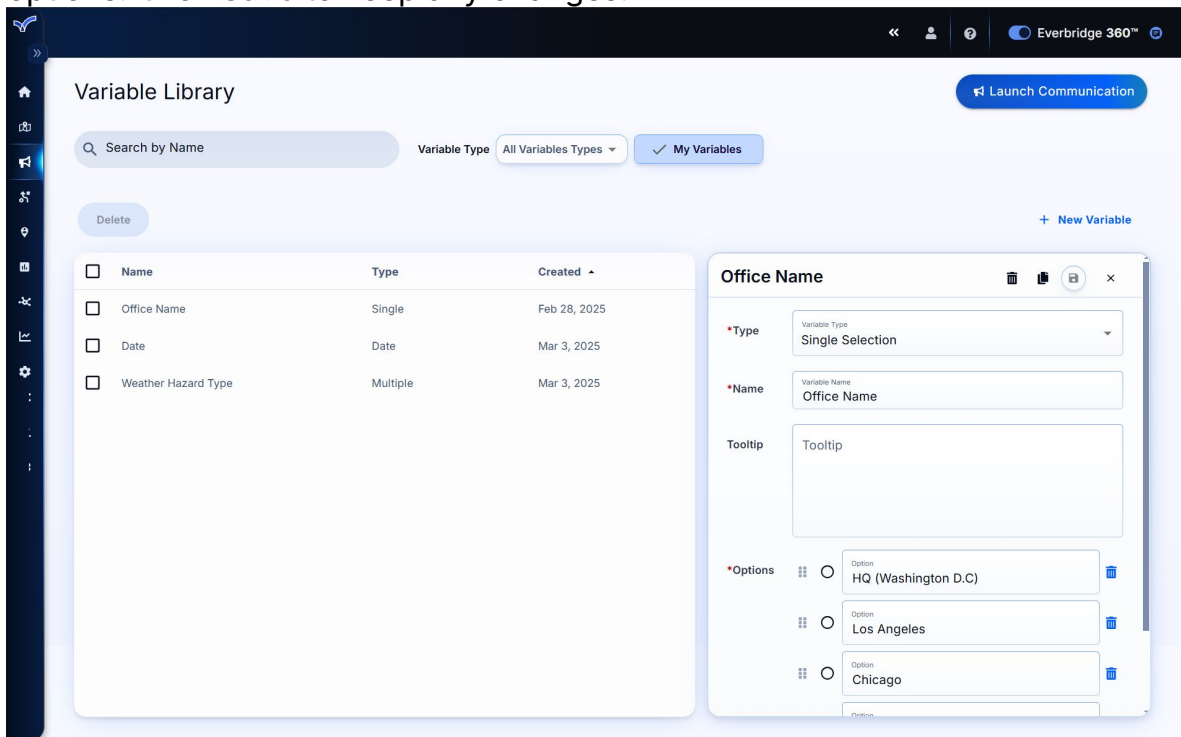 Everbridge 360™
Variable Library
Launch Communication
Search by Name
Variable Type
All Variables Types
My Variables
Delete
+ New Variable
Name Type Created
Office Name Single Feb 28, 2025
Date Date Mar 3, 2025
Weather Hazard Type Multiple Mar 3, 2025
Office Name
*Type
Variable Type
Single Selection
*Name
Variable Name
Office Name
Tooltip
Tooltip
*Options
Option
HQ (Washington D.C)
Option
Los Angeles
Option
Chicago
Option